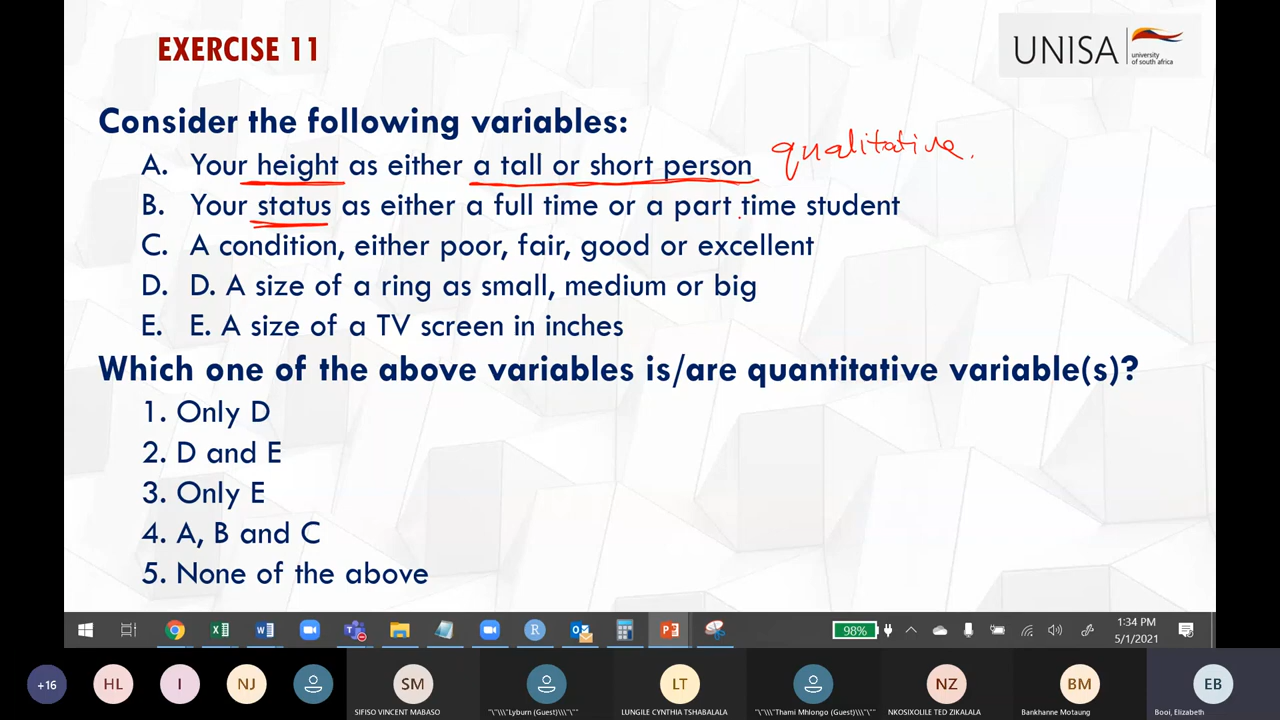 EXERCISE 11
UNISA
university
of south africa
Consider the following variables:
A. Your height as either a tall or short person qualitative.
B. Your status as either a full time or a part time student
C. A condition, either poor, fair, good or excellent
D. D. A size of a ring as small, medium or big
E. E. A size of a TV screen in inches
Which one of the above variables is/are quantitative variable(s)?
1. Only D
2. D and E
3. Only E
4. A, B and C
5. None of the above
98%
1:34 PM
5/1/2021
+16
HL
I
NJ
SM
LT
NZ
BM
EB
SIFISO VINCENT MABASO
"\"\\\"Lyburn (Guest)\\\"\"
LUNGILE CYNTHIA TSHABALALA
"\"\\\"Thami Mhlongo (Guest)\\\"\"
NKOSIXOLILE TED ZIKALALA
Bankhanne Motaung
Booi, Elizabeth